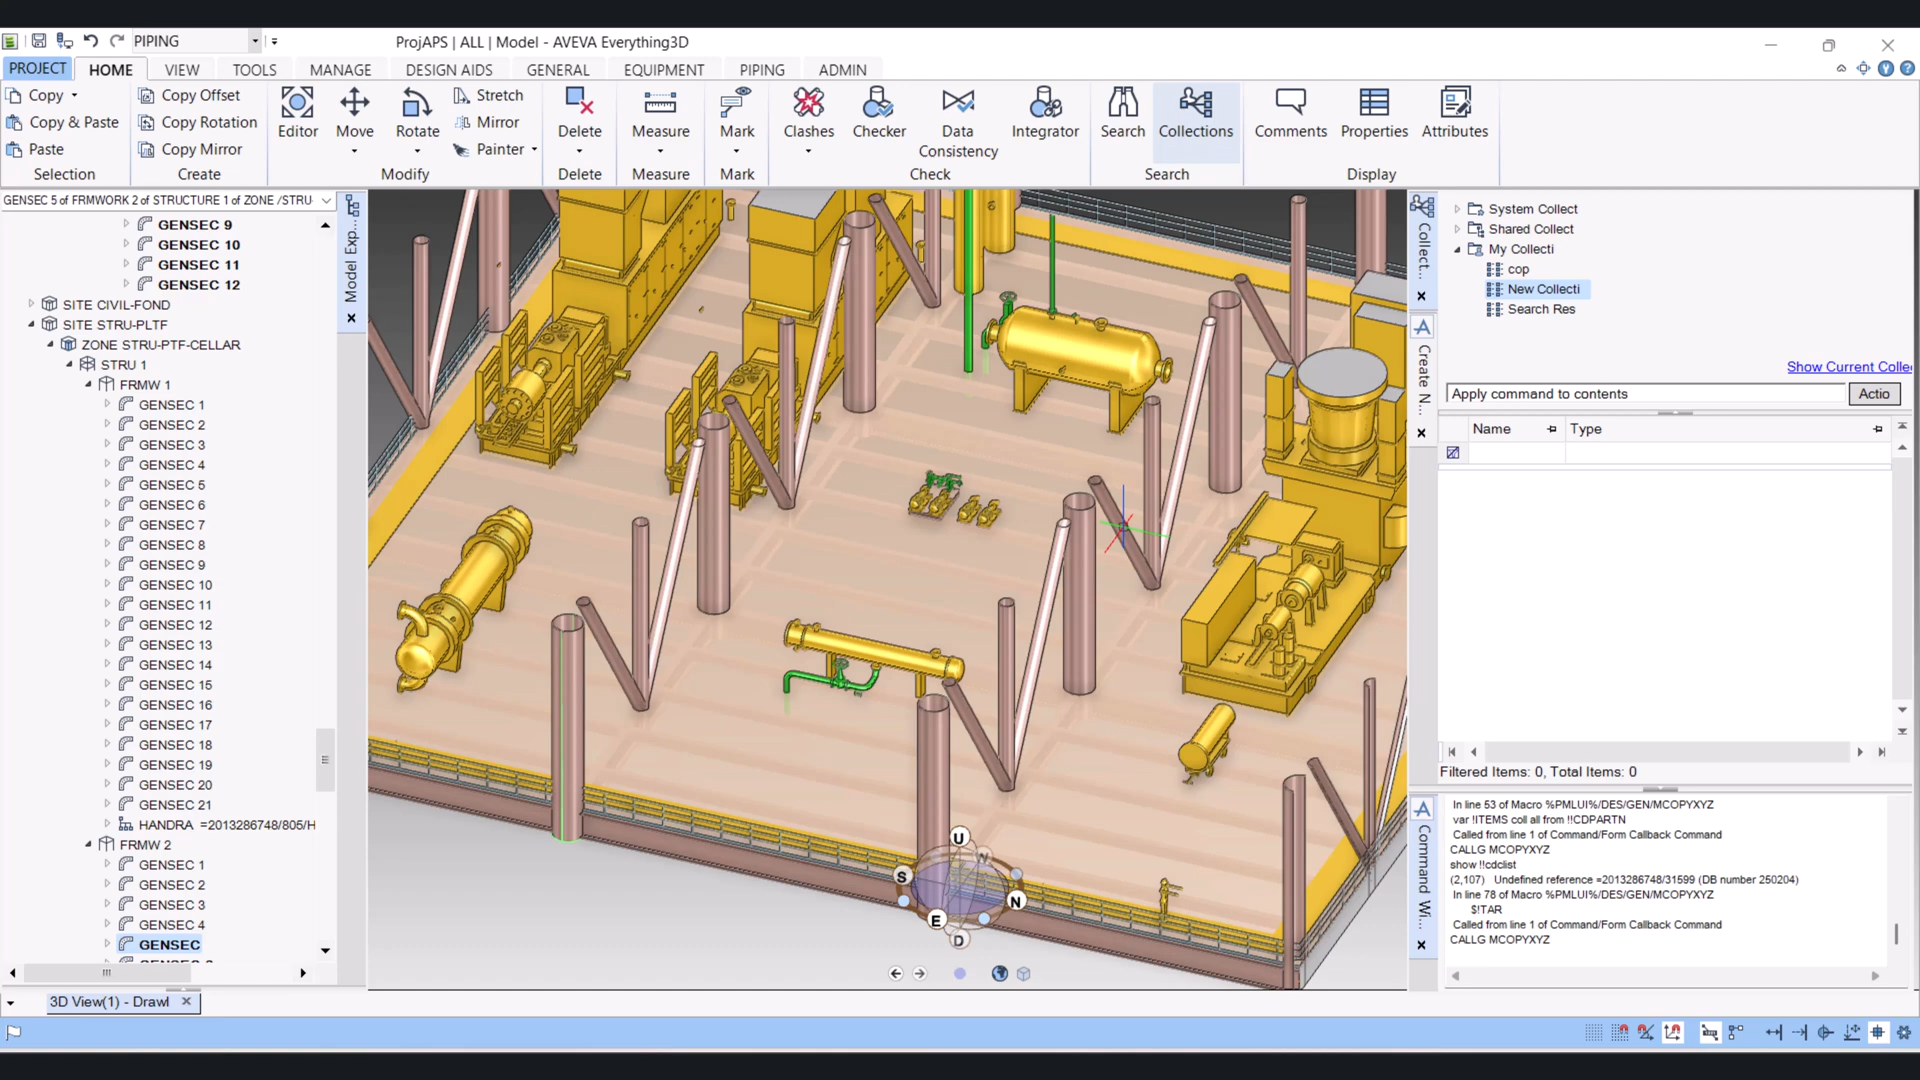 PIPING
ProjAPS | ALL | Model - AVEVA Everything3D
PROJECT HOME VIEW TOOLS MANAGE DESIGN AIDS GENERAL EQUIPMENT PIPING ADMIN
Copy
Copy & Paste
Paste
Selection
Copy Offset
Copy Rotation
Copy Mirror
Create
Editor
Move
Rotate
Stretch
Mirror
Painter
Modify
Delete
Delete
Measure
Measure
Mark
Mark
Clashes
Checker
Data
Consistency
Integrator
Check
Search
Collections
Search
Comments
Properties
Attributes
Display
GENSEC 5 of FRMWORK 2 of STRUCTURE 1 of ZONE /STRU-
GENSEC 9
GENSEC 10
GENSEC 11
GENSEC 12
SITE CIVIL-FOND
SITE STRU-PLTF
ZONE STRU-PTF-CELLAR
STRU 1
FRMW 1
GENSEC 1
GENSEC 2
GENSEC 3
GENSEC 4
GENSEC 5
GENSEC 6
GENSEC 7
GENSEC 8
GENSEC 9
GENSEC 10
GENSEC 11
GENSEC 12
GENSEC 13
GENSEC 14
GENSEC 15
GENSEC 16
GENSEC 17
GENSEC 18
GENSEC 19
GENSEC 20
GENSEC 21
HANDRA =2013286748/805/H
FRMW 2
GENSEC 1
GENSEC 2
GENSEC 3
GENSEC 4
GENSEC
Model Exp...
U
N
S
N
E
D
Collect...
Create N...
Command Wi...
System Collect
Shared Collect
My Collecti
cop
New Collecti
Search Res
Show Current Colle
Apply command to contents
Actio
Name Type
Filtered Items: 0, Total Items: 0
In line 53 of Macro %PMLUI%/DES/GEN/MCOPYXYZ
var !ITEMS coll all from !!CDPARTN
Called from line 1 of Command/Form Callback Command
CALLG MCOPYXYZ
show !!cdclist
(2,107) Undefined reference =2013286748/31599 (DB number 250204)
In line 78 of Macro %PMLUI%/DES/GEN/MCOPYXYZ
$!TAR
Called from line 1 of Command/Form Callback Command
CALLG MCOPYXYZ
3D View(1) - Drawl